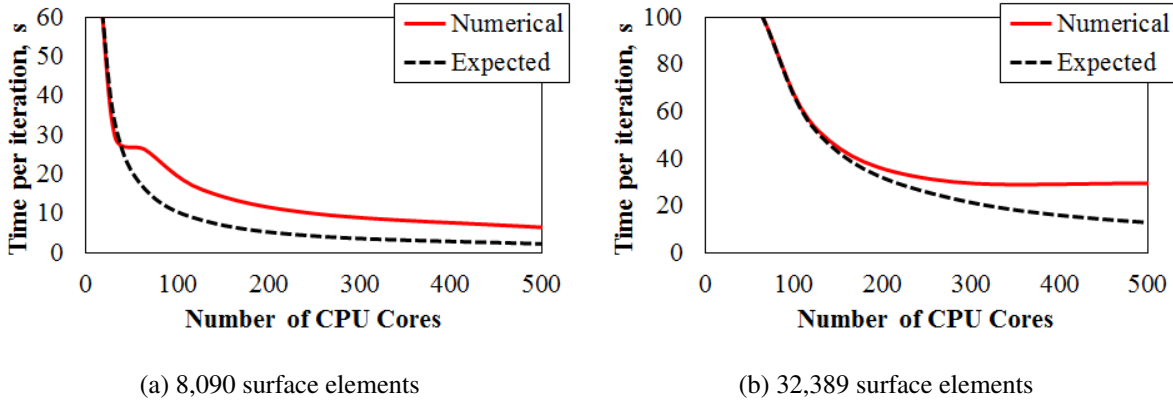 60
50
40
30
20
10
0
Time per iteration, s
Numerical
Expected
0 100 200 300 400 500
Number of CPU Cores
(a) 8,090 surface elements
100
80
60
40
20
0
Time per iteration, s
Numerical
Expected
0 100 200 300 400 500
Number of CPU Cores
(b) 32,389 surface elements